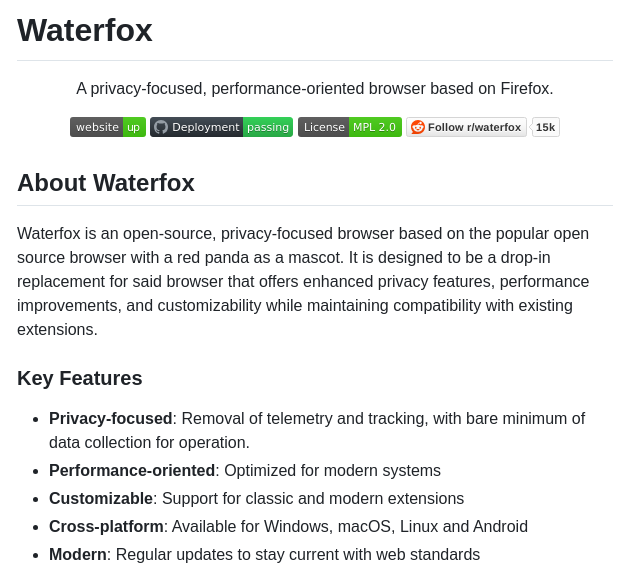 Waterfox
A privacy-focused, performance-oriented browser based on Firefox.
website up Deployment passing License MPL 2.0 Follow r/waterfox 15k
About Waterfox
Waterfox is an open-source, privacy-focused browser based on the popular open
source browser with a red panda as a mascot. It is designed to be a drop-in
replacement for said browser that offers enhanced privacy features, performance
improvements, and customizability while maintaining compatibility with existing
extensions.
Key Features
• Privacy-focused: Removal of telemetry and tracking, with bare minimum of
data collection for operation.
• Performance-oriented: Optimized for modern systems
• Customizable: Support for classic and modern extensions
• Cross-platform: Available for Windows, macOS, Linux and Android
• Modern: Regular updates to stay current with web standards